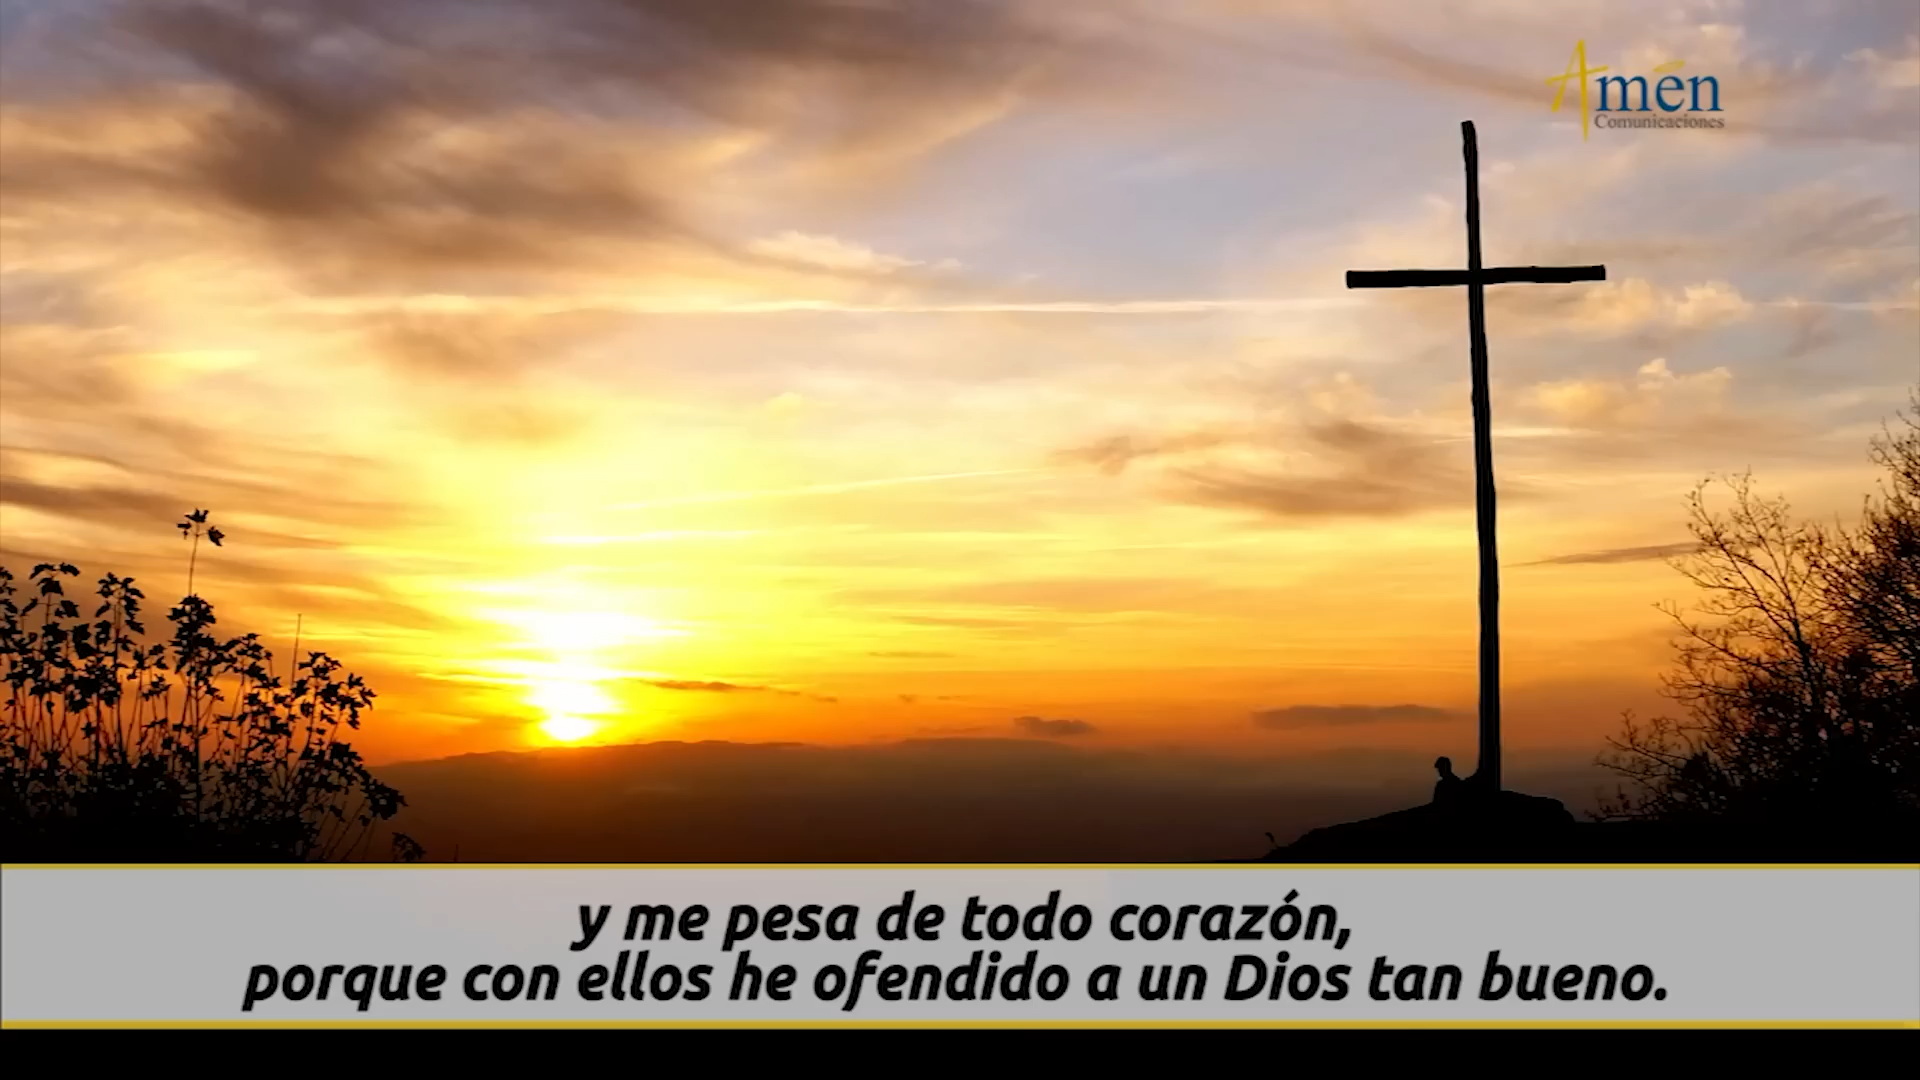 Amén
Comunicaciones
y me pesa de todo corazón,
porque con ellos he ofendido a un Dios tan bueno.